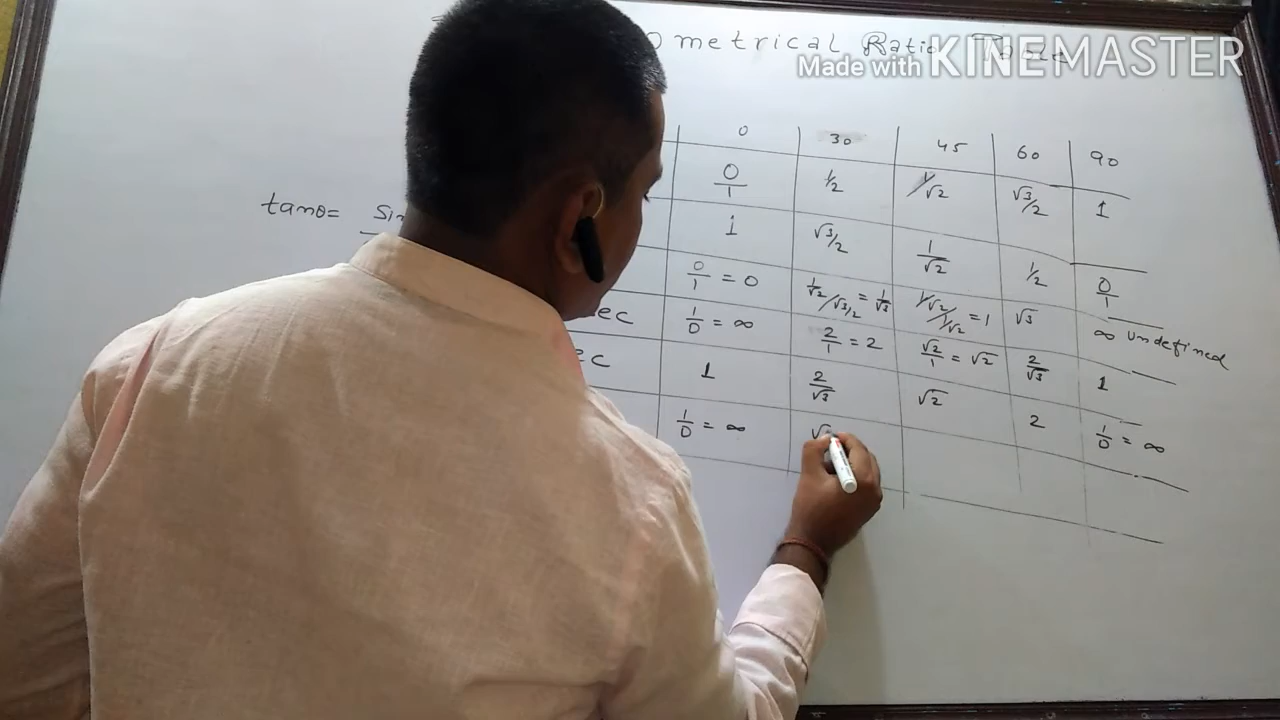 ometrical Ratio Table
Made with KINEMASTER
0 30 45 60 90
0/1 1/2 1/√2 √3/2 1
tanθ= Sin
1 √3/2 1/√2 1/2 0/1
0/1 = 0 1/√2/√3/2 = 1/√3 1/√2/1/√2 = 1 √3 ∞ undefined
ec 1/0 = ∞ 2/1 = 2 √2/1 = √2 2/√3 1
ec 1 2/√3 √2 2 1/0 = ∞
1/0 = ∞ √3